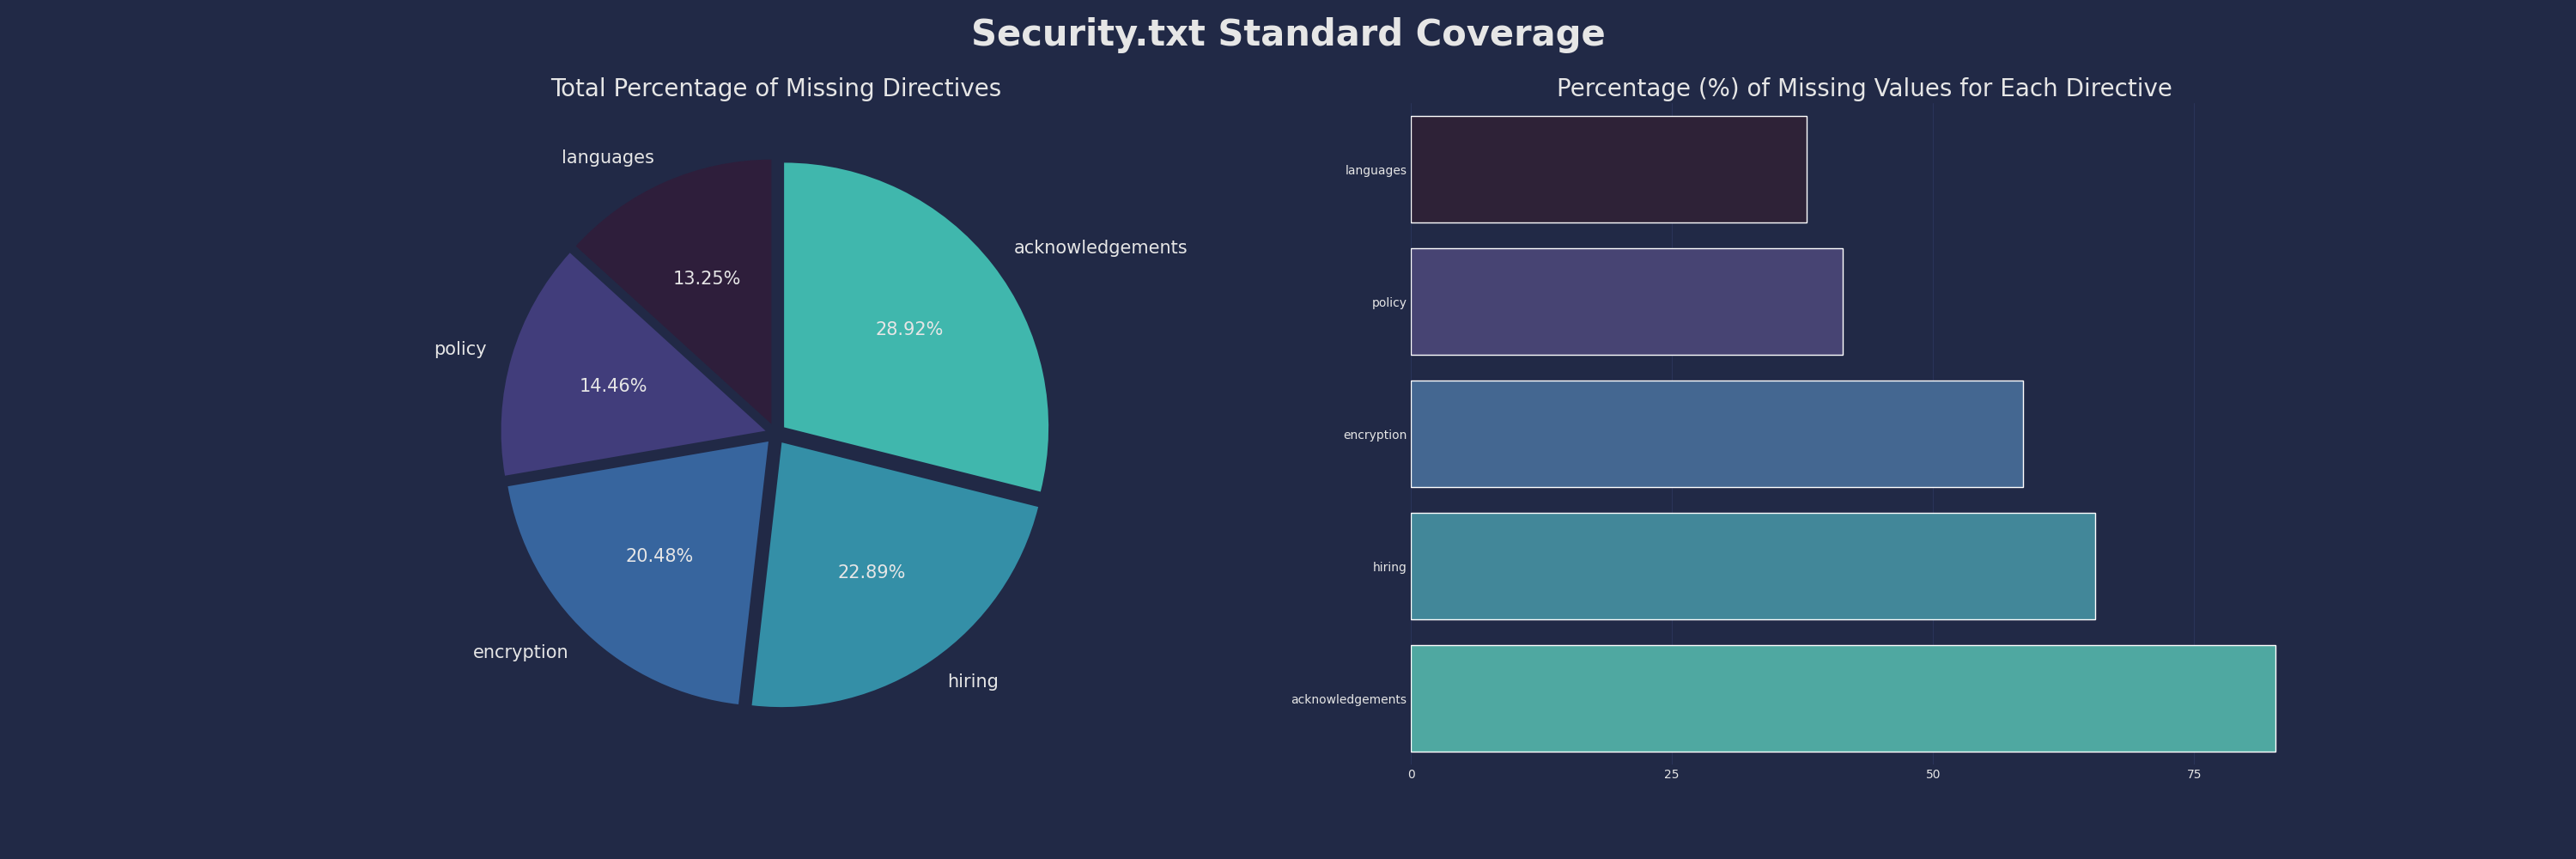 Security.txt Standard Coverage
Total Percentage of Missing Directives
languages
acknowledgements
13.25%
28.92%
policy
14.46%
20.48%
22.89%
encryption
hiring
Percentage (%) of Missing Values for Each Directive
languages
policy
encryption
hiring
acknowledgements
0 25 50 75